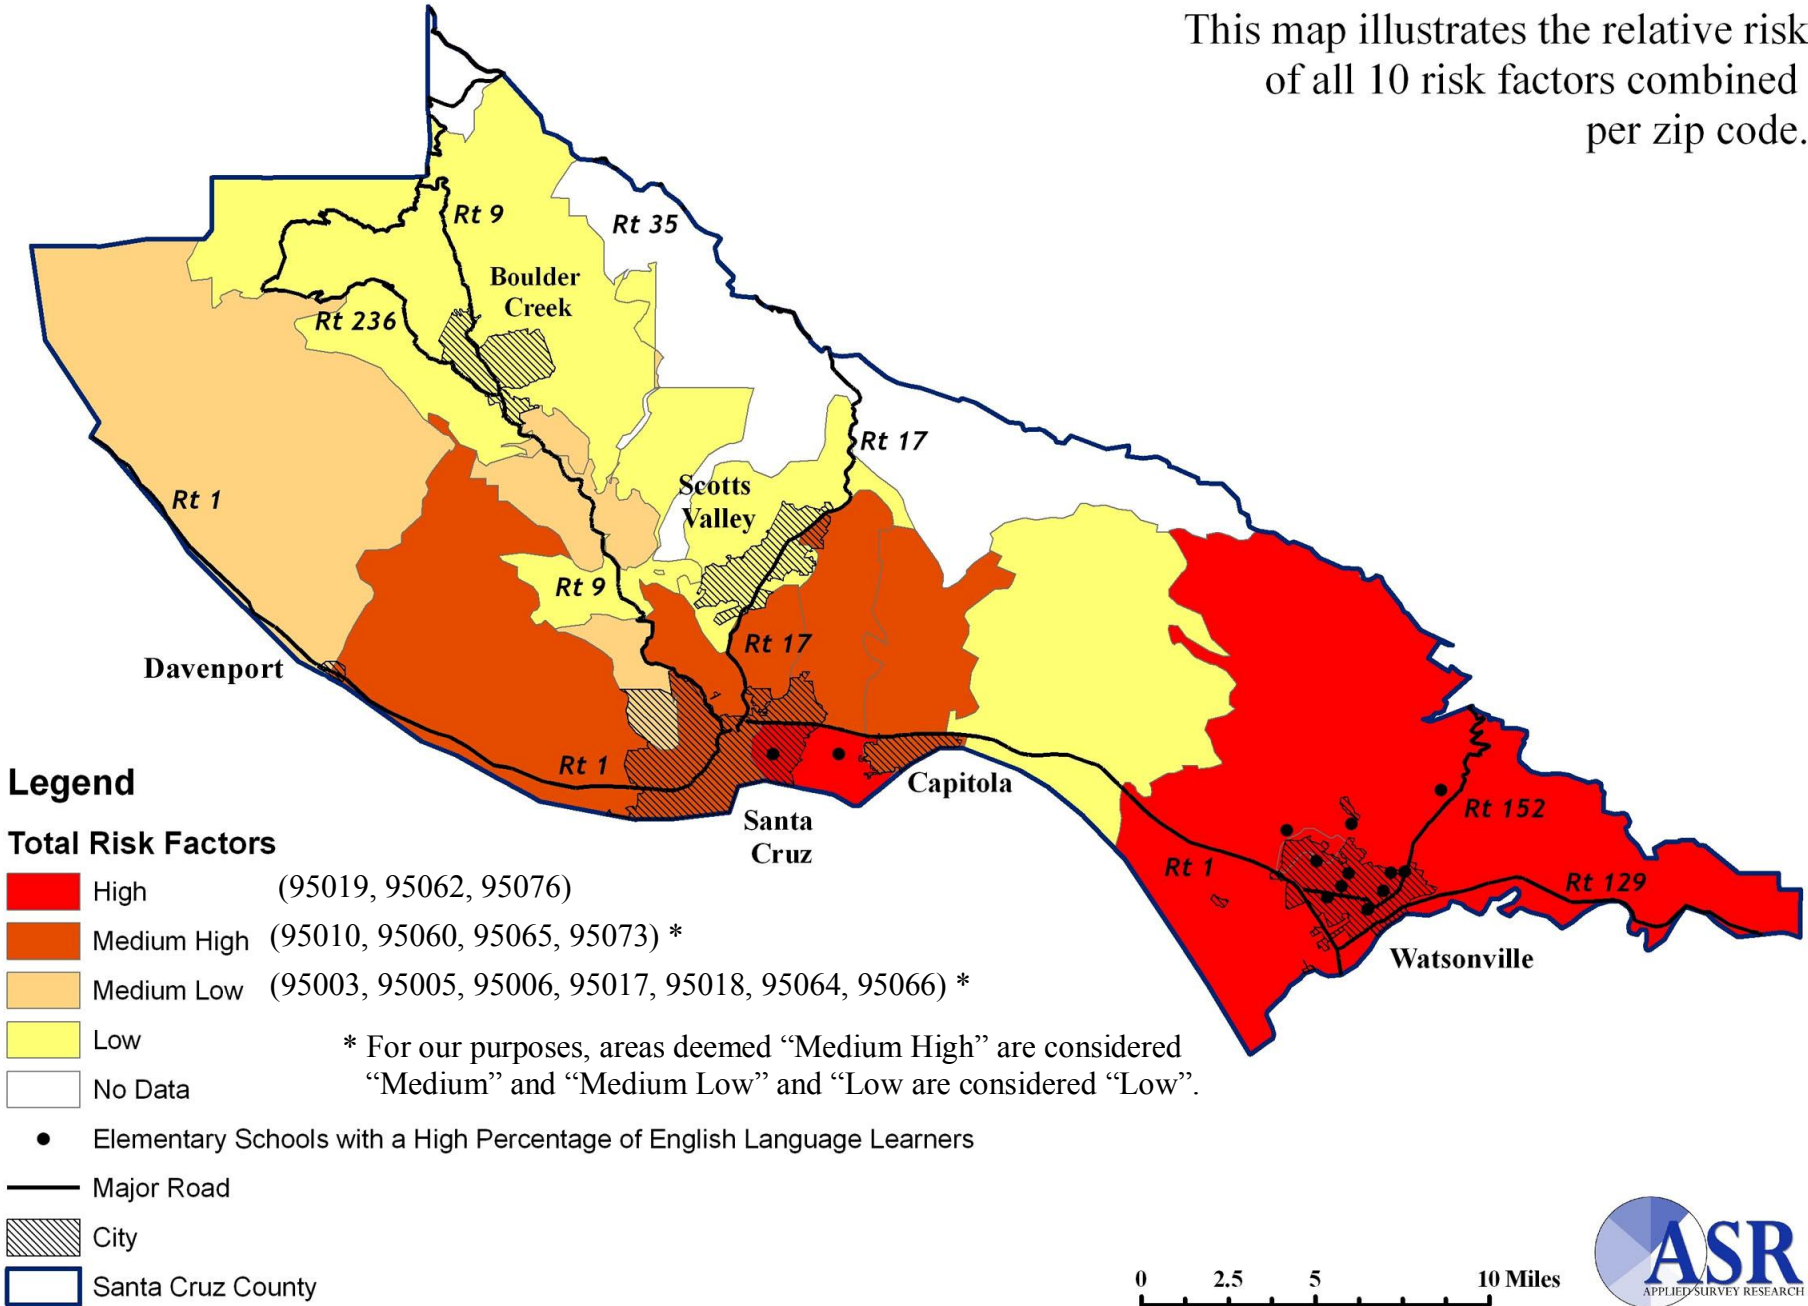 This map illustrates the relative risk
of all 10 risk factors combined
per zip code.
Rt 9
Rt 35
Boulder
Creek
Rt 236
Rt 17
Scotts
Valley
Rt 1
Rt 9
Rt 17
Davenport
Rt 1
Capitola
Santa
Cruz
Rt 152
Rt 1
Rt 129
Watsonville
Legend
Total Risk Factors
High (95019, 95062, 95076)
Medium High (95010, 95060, 95065, 95073) *
Medium Low (95003, 95005, 95006, 95017, 95018, 95064, 95066) *
Low
* For our purposes, areas deemed “Medium High” are considered
“Medium” and “Medium Low” and “Low are considered “Low”.
No Data
Elementary Schools with a High Percentage of English Language Learners
Major Road
City
Santa Cruz County
0 2.5 5 10 Miles
ASR
APPLIED SURVEY RESEARCH